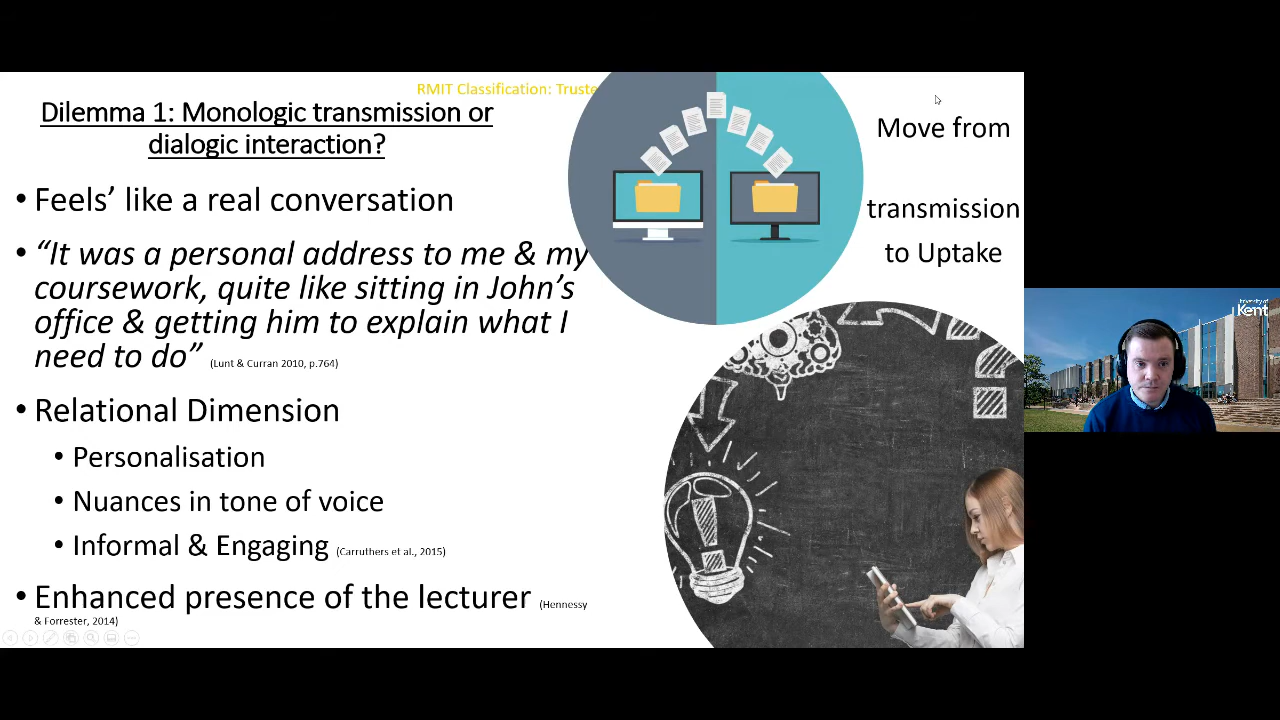 RMIT Classification: Truste
Dilemma 1: Monologic transmission or
dialogic interaction?
• Feels’ like a real conversation
• “It was a personal address to me & my
coursework, quite like sitting in John’s
office & getting him to explain what I
need to do” (Lunt & Curran 2010, p.764)
• Relational Dimension
• Personalisation
• Nuances in tone of voice
• Informal & Engaging (Carruthers et al., 2015)
• Enhanced presence of the lecturer (Hennessy
& Forrester, 2014)
Move from
transmission
to Uptake
University of
Kent